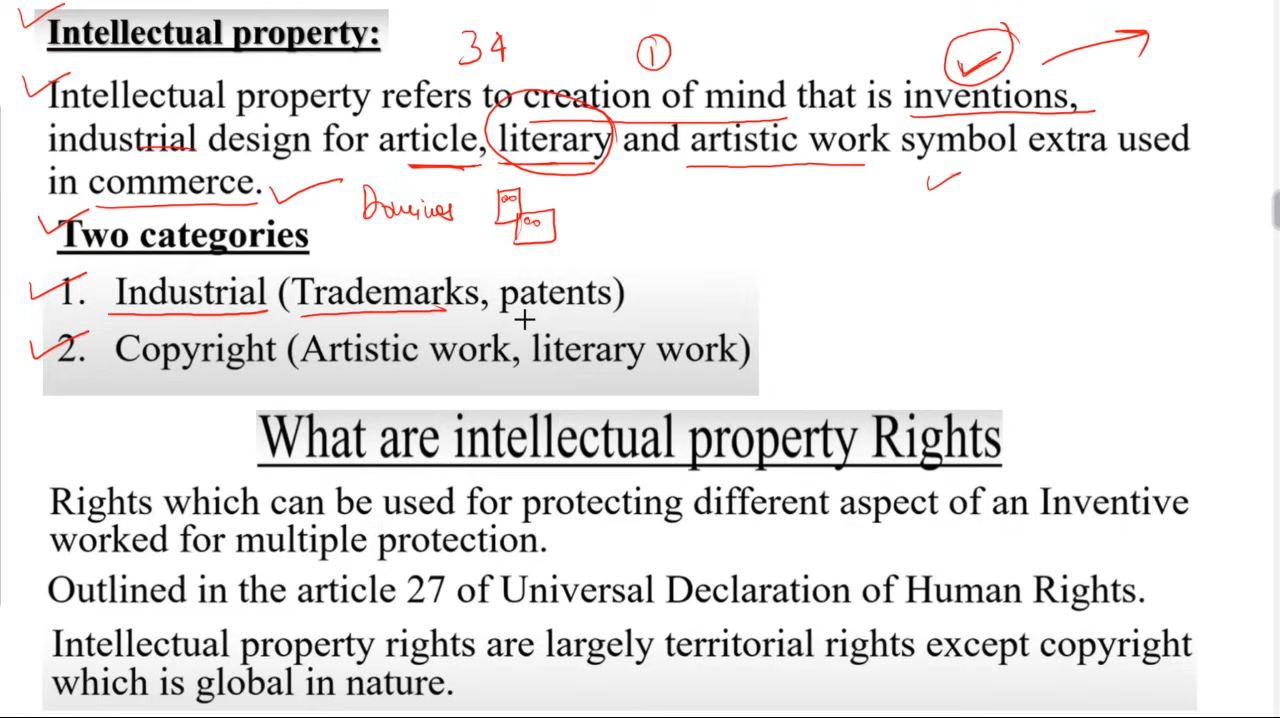 Intellectual property:
34 ①
Intellectual property refers to creation of mind that is inventions,
industrial design for article, literary and artistic work symbol extra used
in commerce.
Dominos
Two categories
1. Industrial (Trademarks, patents)
2. Copyright (Artistic work, literary work)
What are intellectual property Rights
Rights which can be used for protecting different aspect of an Inventive
worked for multiple protection.
Outlined in the article 27 of Universal Declaration of Human Rights.
Intellectual property rights are largely territorial rights except copyright
which is global in nature.